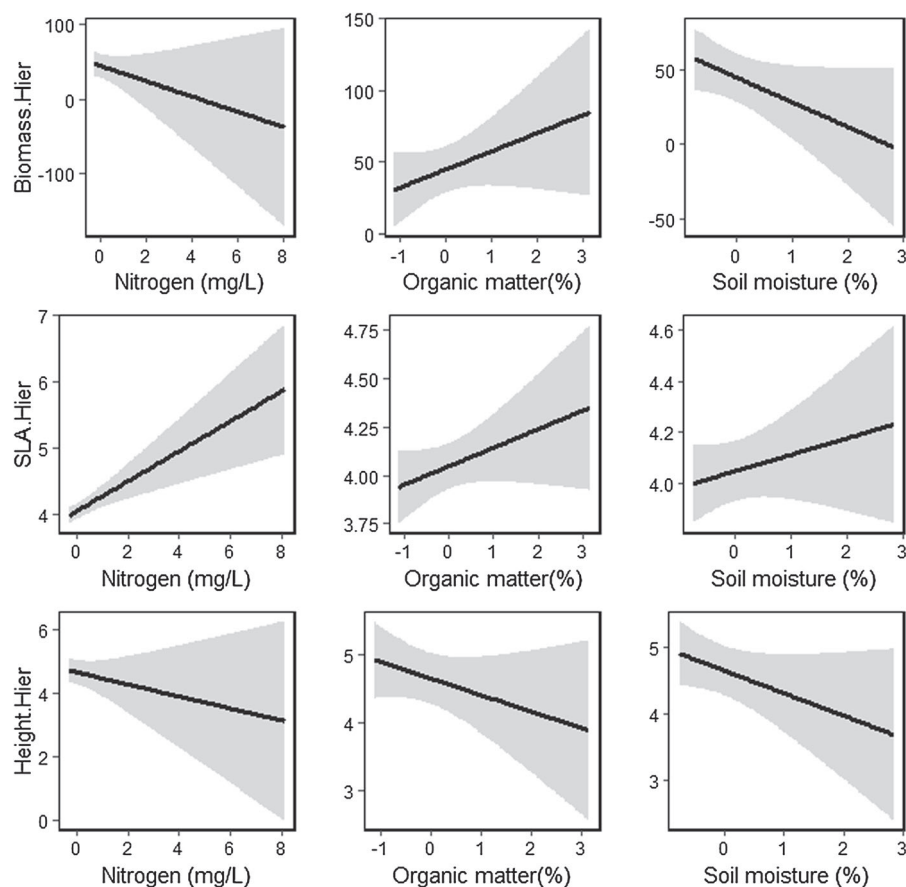 Biomass.Hier
100
0
-100
0 2 4 6 8
Nitrogen (mg/L)
150
100
50
0
-1 0 1 2 3
Organic matter(%)
50
0
-50
0 1 2 3
Soil moisture (%)
SLA.Hier
7
6
5
4
0 2 4 6 8
Nitrogen (mg/L)
4.75
4.50
4.25
4.00
3.75
-1 0 1 2 3
Organic matter(%)
4.6
4.4
4.2
4.0
0 1 2 3
Soil moisture (%)
Height.Hier
6
4
2
0
0 2 4 6 8
Nitrogen (mg/L)
5
4
3
-1 0 1 2 3
Organic matter(%)
5
4
3
0 1 2 3
Soil moisture (%)